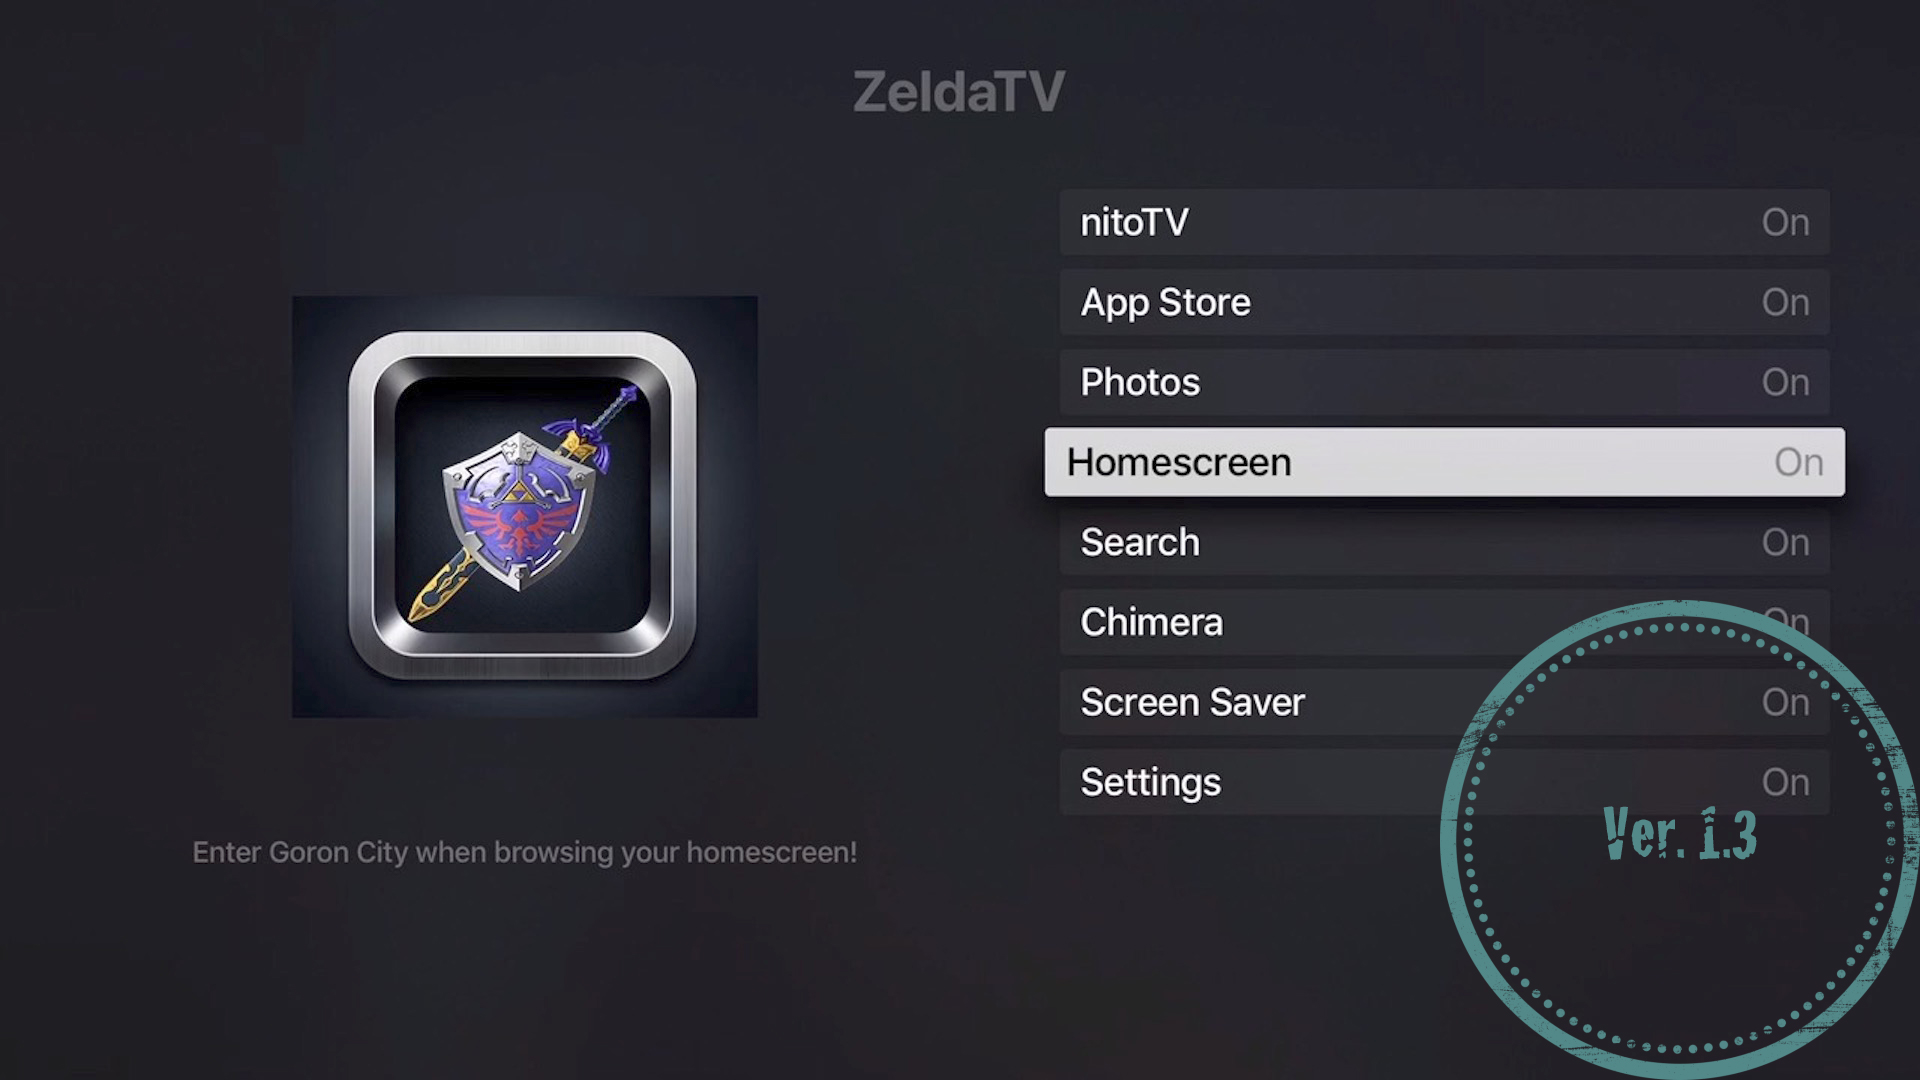 ZeldaTV
nitoTV On
App Store On
Photos On
Homescreen On
Search On
Chimera On
Screen Saver On
Settings On
Enter Goron City when browsing your homescreen!
Ver. 1.3